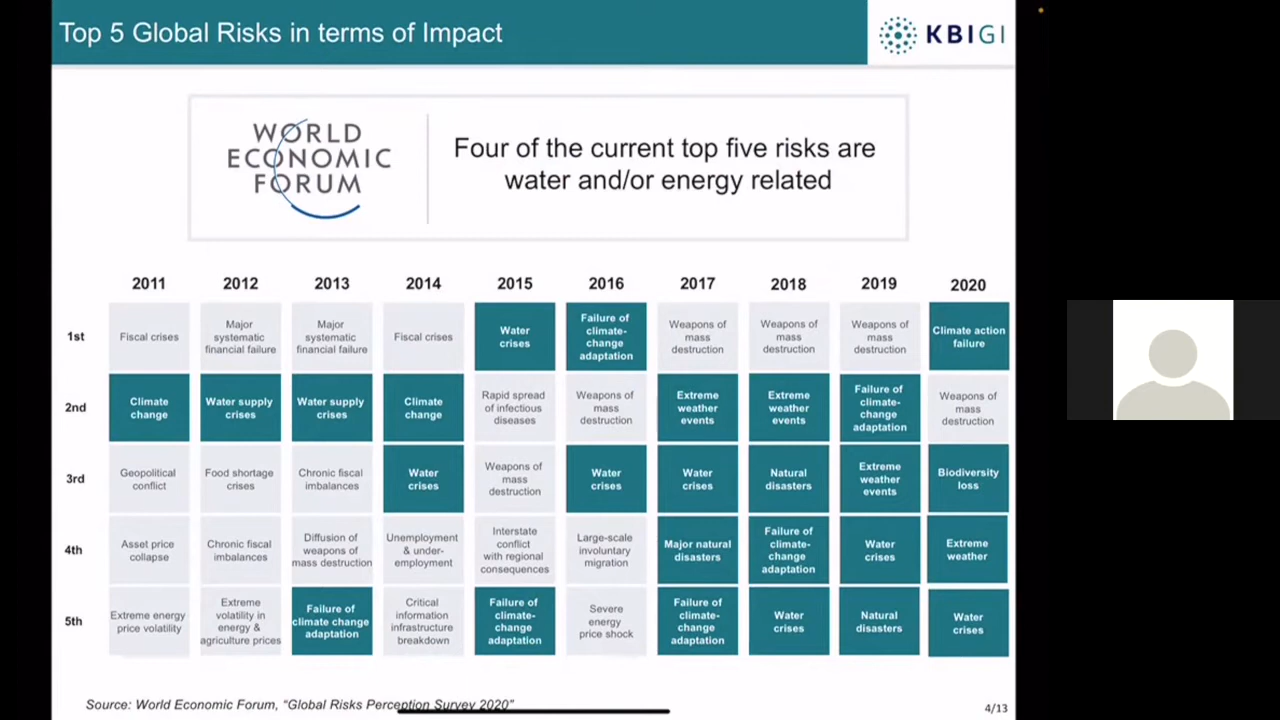 Top 5 Global Risks in terms of Impact
KBIGI
WORLD
ECONOMIC
FORUM
Four of the current top five risks are
water and/or energy related
2011 2012 2013 2014 2015 2016 2017 2018 2019 2020
1st
Fiscal crises
Major
systematic
financial failure
Major
systematic
financial failure
Fiscal crises
Water
crises
Failure of
climate-
change
adaptation
Weapons of
mass
destruction
Weapons of
mass
destruction
Weapons of
mass
destruction
Climate action
failure
2nd
Climate
change
Water supply
crises
Water supply
crises
Climate
change
Rapid spread
of infectious
diseases
Weapons of
mass
destruction
Extreme
weather
events
Extreme
weather
events
Failure of
climate-
change
adaptation
Weapons of
mass
destruction
3rd
Geopolitical
conflict
Food shortage
crises
Chronic fiscal
imbalances
Water
crises
Weapons of
mass
destruction
Water
crises
Water
crises
Natural
disasters
Extreme
weather
events
Biodiversity
loss
4th
Asset price
collapse
Chronic fiscal
imbalances
Diffusion of
weapons of
mass destruction
Unemployment
& under-
employment
Interstate
conflict
with regional
consequences
Large-scale
involuntary
migration
Major natural
disasters
Failure of
climate-
change
adaptation
Water
crises
Extreme
weather
5th
Extreme energy
price volatility
Extreme
volatility in
energy &
agriculture prices
Failure of
climate change
adaptation
Critical
information
infrastructure
breakdown
Failure of
climate-
change
adaptation
Severe
energy
price shock
Failure of
climate-
change
adaptation
Water
crises
Natural
disasters
Water
crises
Source: World Economic Forum, “Global Risks Perception Survey 2020”
4/13